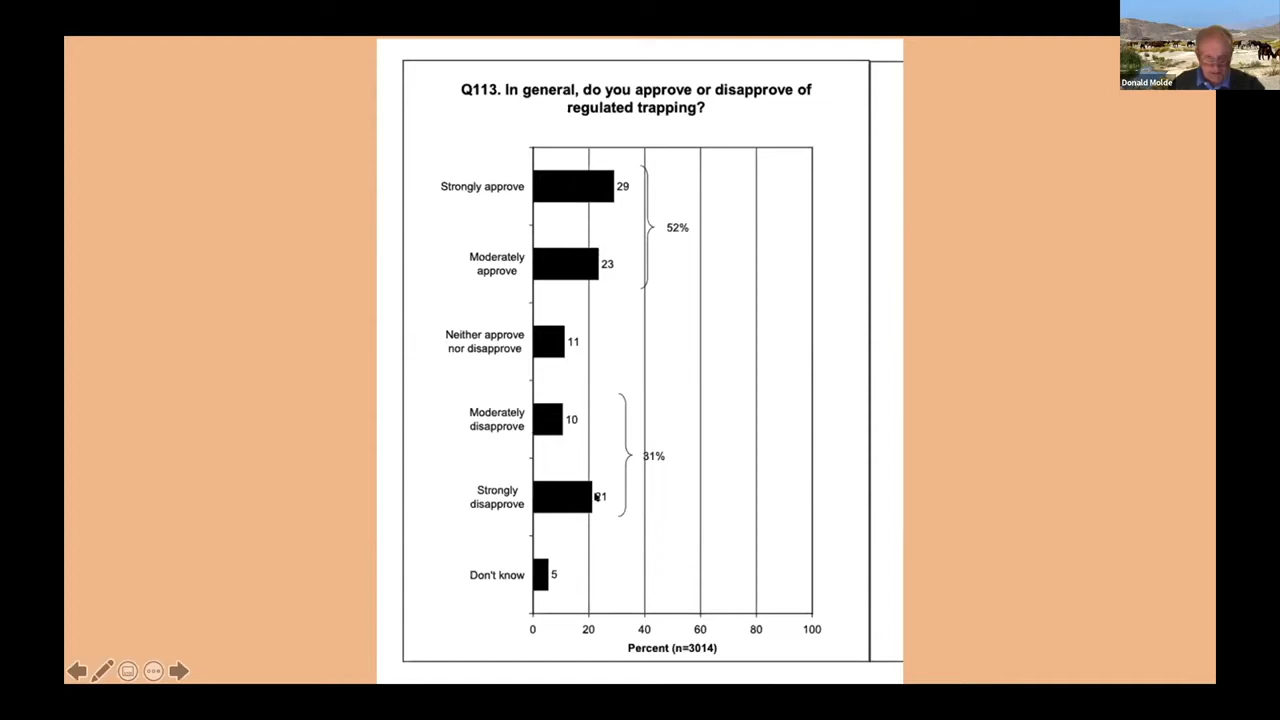 Donald Molde
Q113. In general, do you approve or disapprove of
regulated trapping?
Strongly approve
29
52%
Moderately
approve
23
Neither approve
nor disapprove
11
Moderately
disapprove
10
31%
Strongly
disapprove
21
Don't know
5
0 20 40 60 80 100
Percent (n=3014)